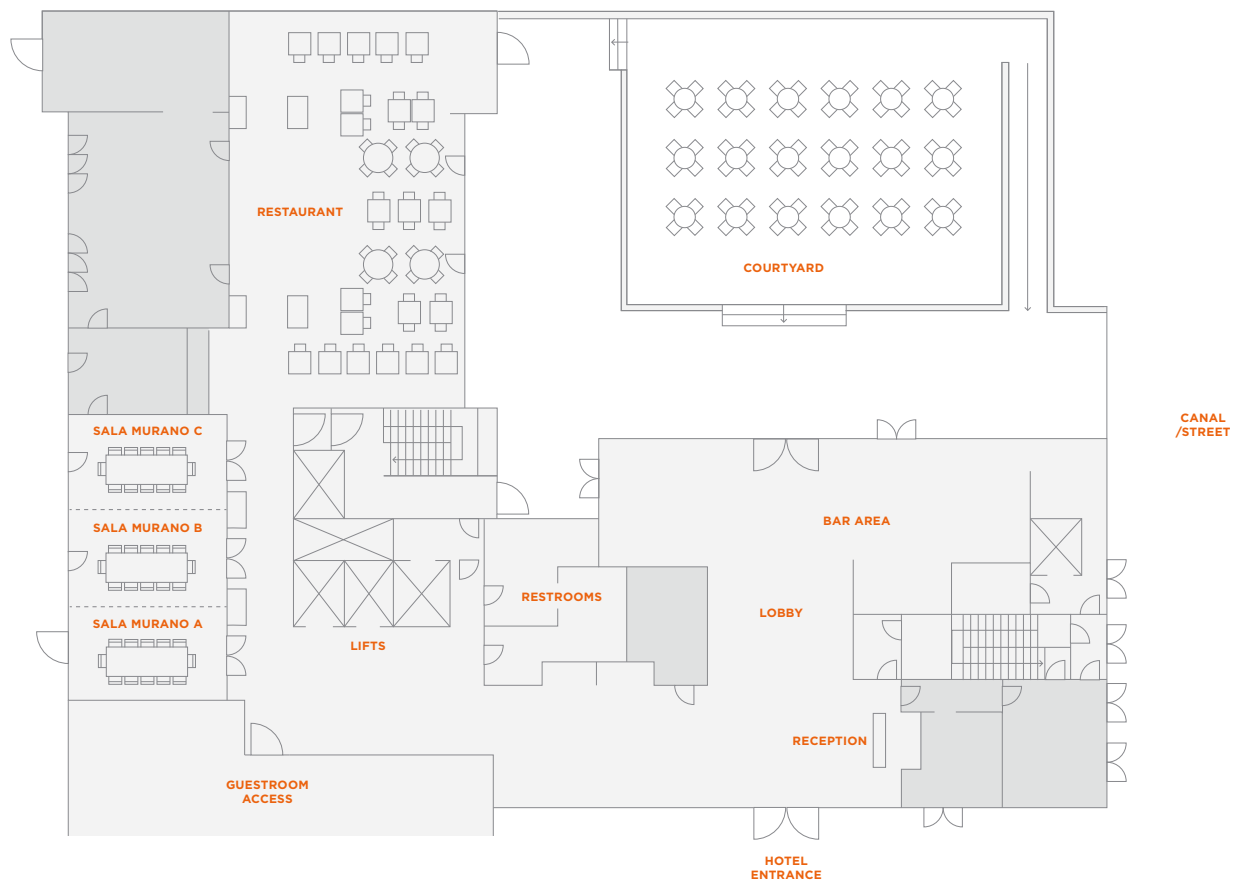 RESTAURANT
COURTYARD
CANAL
/STREET
SALA MURANO C
BAR AREA
SALA MURANO B
RESTROOMS
LOBBY
SALA MURANO A
LIFTS
RECEPTION
GUESTROOM
ACCESS
HOTEL
ENTRANCE